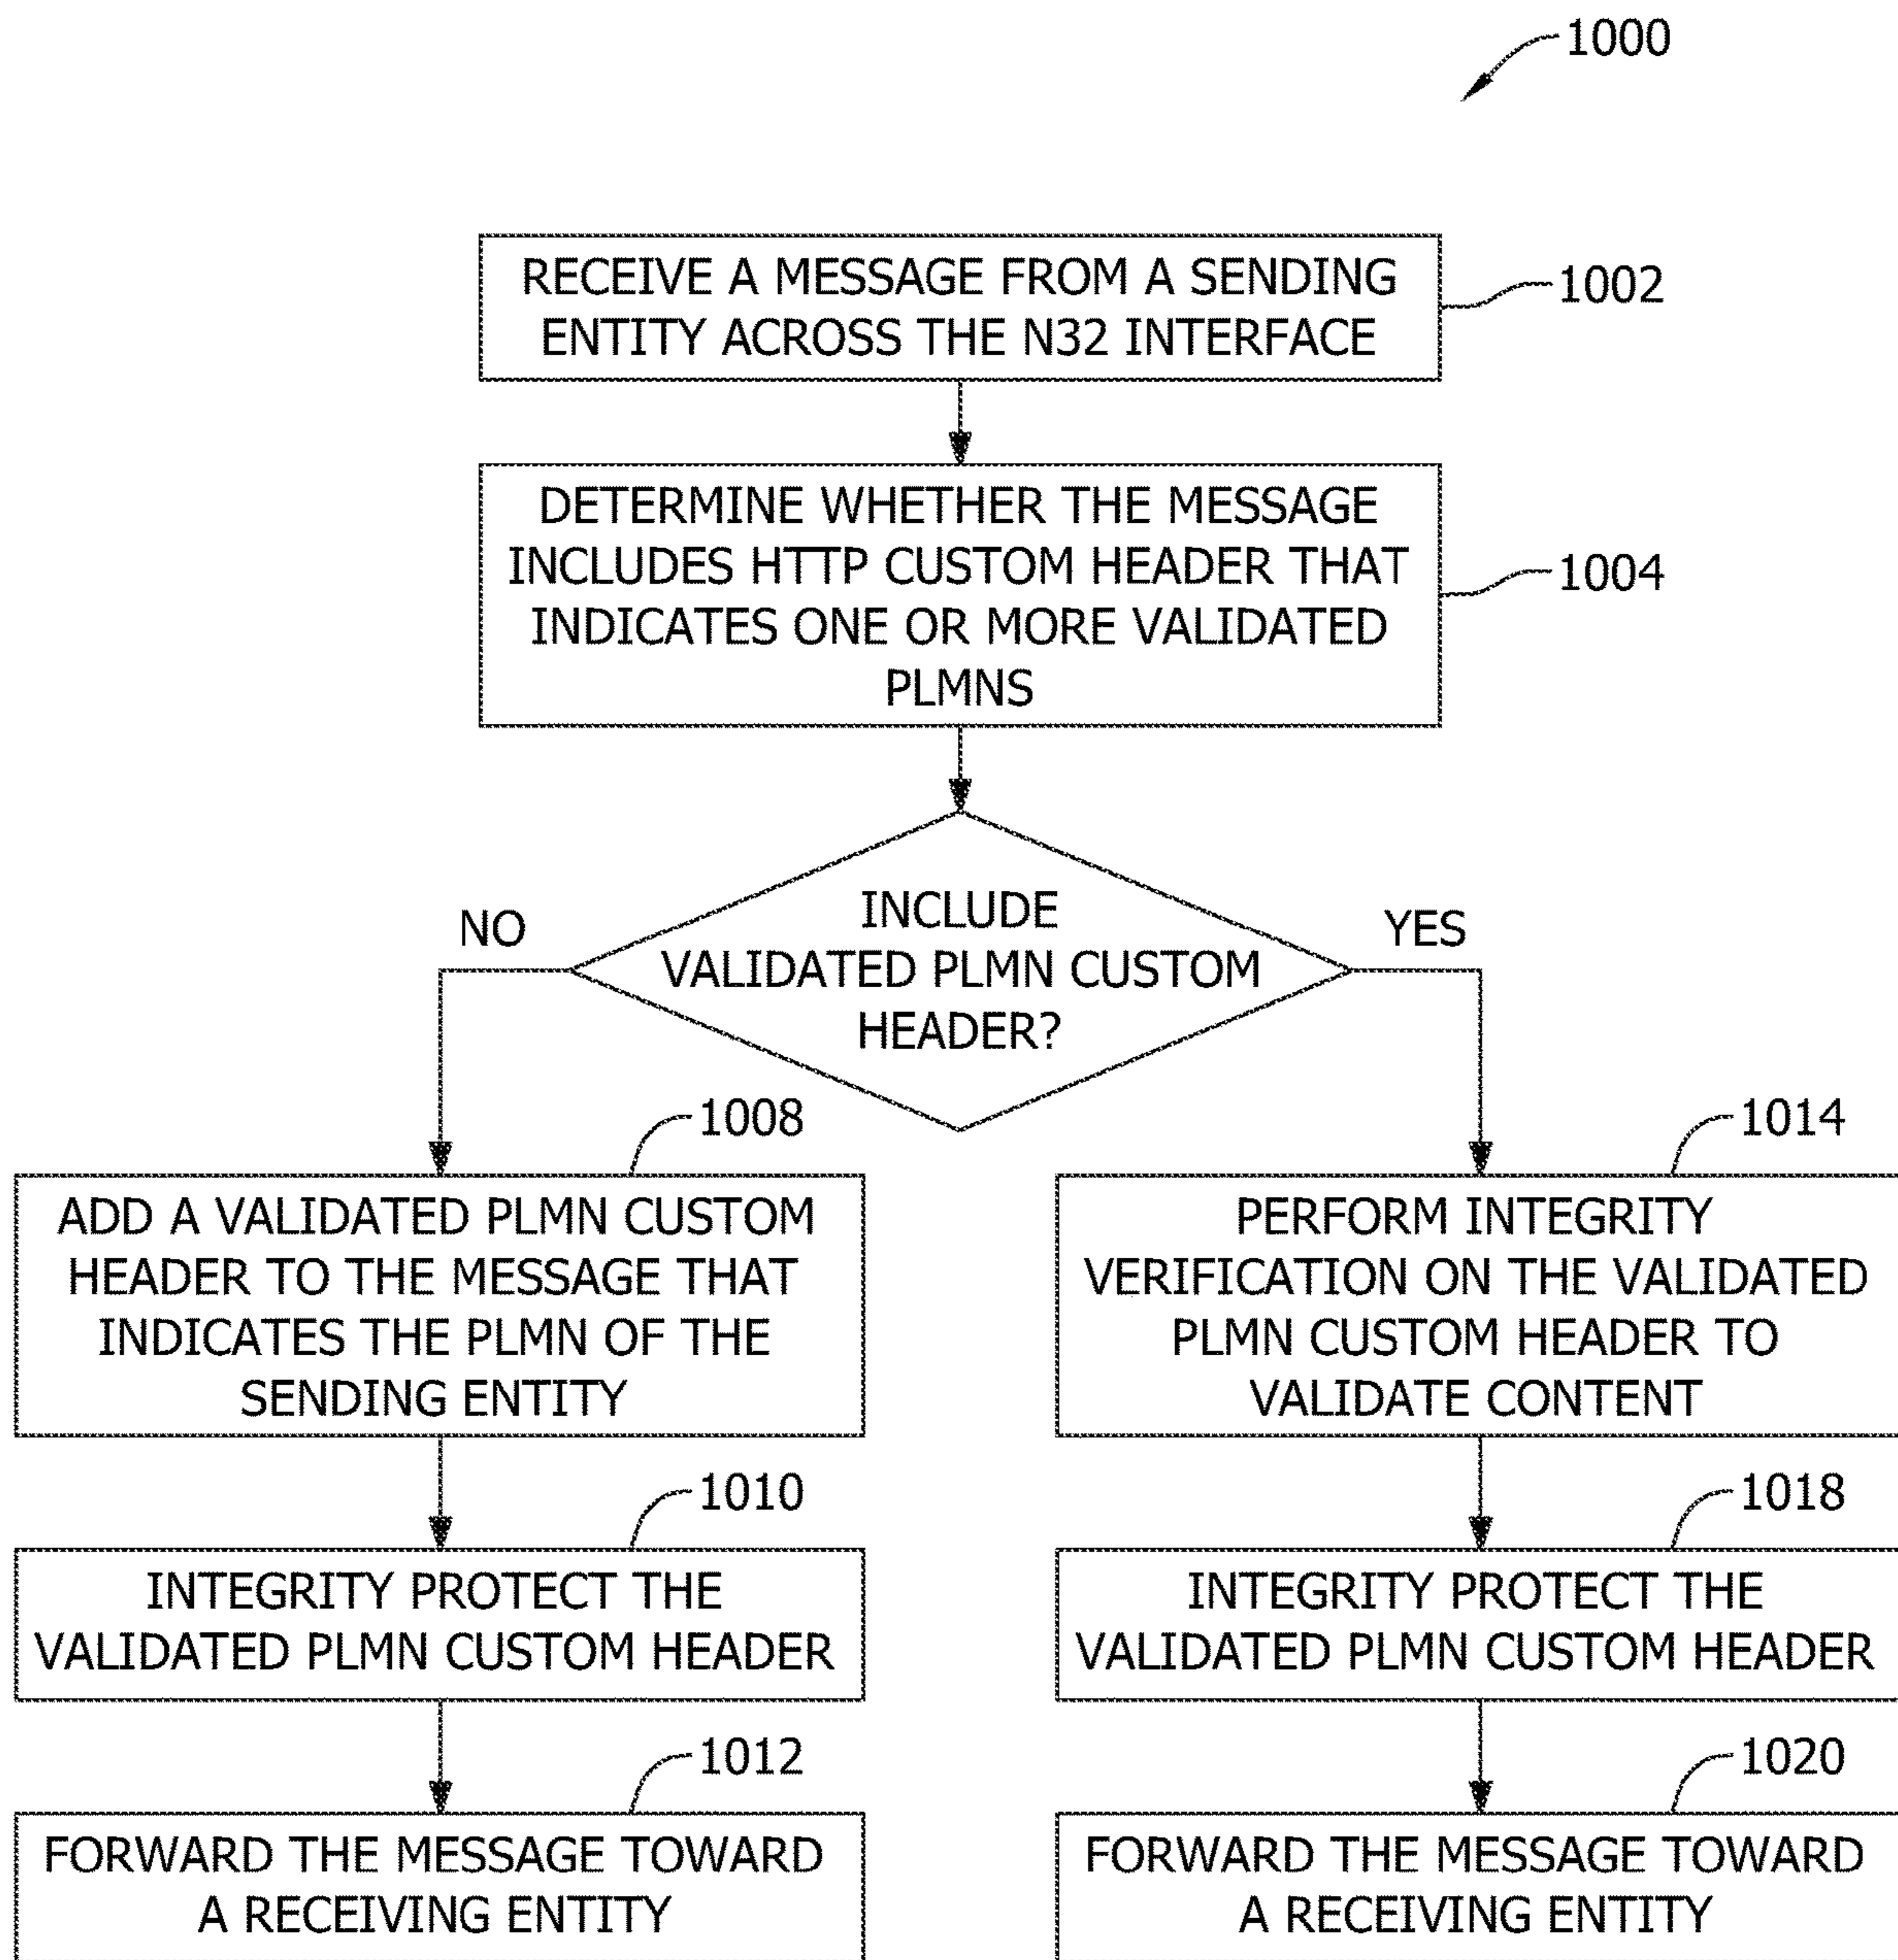 1000
RECEIVE A MESSAGE FROM A SENDING
ENTITY ACROSS THE N32 INTERFACE
1002
DETERMINE WHETHER THE MESSAGE
INCLUDES HTTP CUSTOM HEADER THAT
INDICATES ONE OR MORE VALIDATED
PLMNS
1004
INCLUDE
VALIDATED PLMN CUSTOM
HEADER?
NO
YES
1008
ADD A VALIDATED PLMN CUSTOM
HEADER TO THE MESSAGE THAT
INDICATES THE PLMN OF THE
SENDING ENTITY
1010
INTEGRITY PROTECT THE
VALIDATED PLMN CUSTOM HEADER
1012
FORWARD THE MESSAGE TOWARD
A RECEIVING ENTITY
1014
PERFORM INTEGRITY
VERIFICATION ON THE VALIDATED
PLMN CUSTOM HEADER TO
VALIDATE CONTENT
1018
INTEGRITY PROTECT THE
VALIDATED PLMN CUSTOM HEADER
1020
FORWARD THE MESSAGE TOWARD
A RECEIVING ENTITY